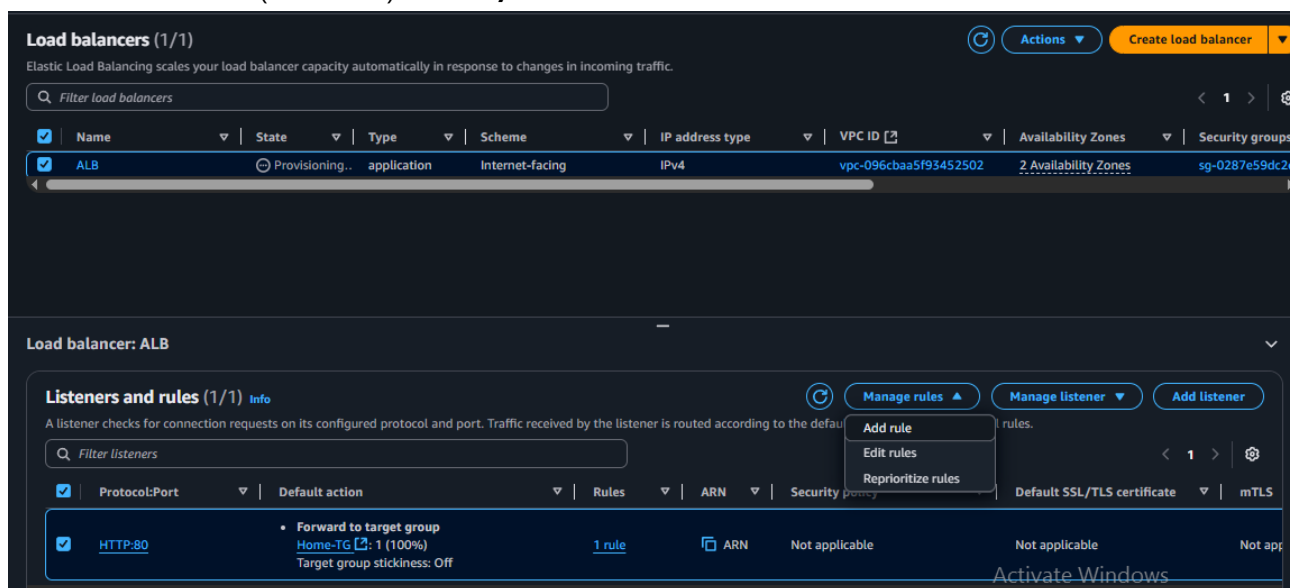 Load balancers (1/1)
Actions
Create load balancer
Elastic Load Balancing scales your load balancer capacity automatically in response to changes in incoming traffic.
Filter load balancers
1
Name State Type Scheme IP address type VPC ID Availability Zones Security groups
ALB Provisioning... application Internet-facing IPv4 vpc-096cbaa5f93452502 2 Availability Zones sg-0287e59dc2
Load balancer: ALB
Listeners and rules (1/1) Info
Manage rules
Manage listener
Add listener
A listener checks for connection requests on its configured protocol and port. Traffic received by the listener is routed according to the defau
rules.
Add rule
Edit rules
Reprioritize rules
Filter listeners
1
Protocol:Port Default action Rules ARN Security Default SSL/TLS certificate mTLS
• Forward to target group
HTTP:80 Home-TG : 1 (100%) 1 rule ARN Not applicable Not applicable Not app
Target group stickiness: Off
Activate Windows